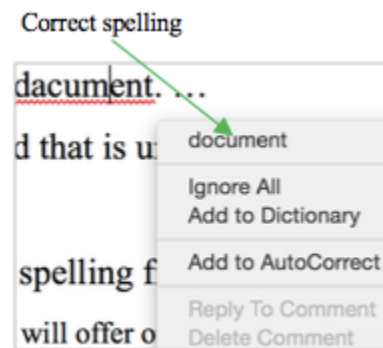 Correct spelling
dacument. ...
d that is
document
Ignore All
Add to Dictionary
Add to AutoCorrect
spelling
Reply To Comment
will offer
Delete Comment